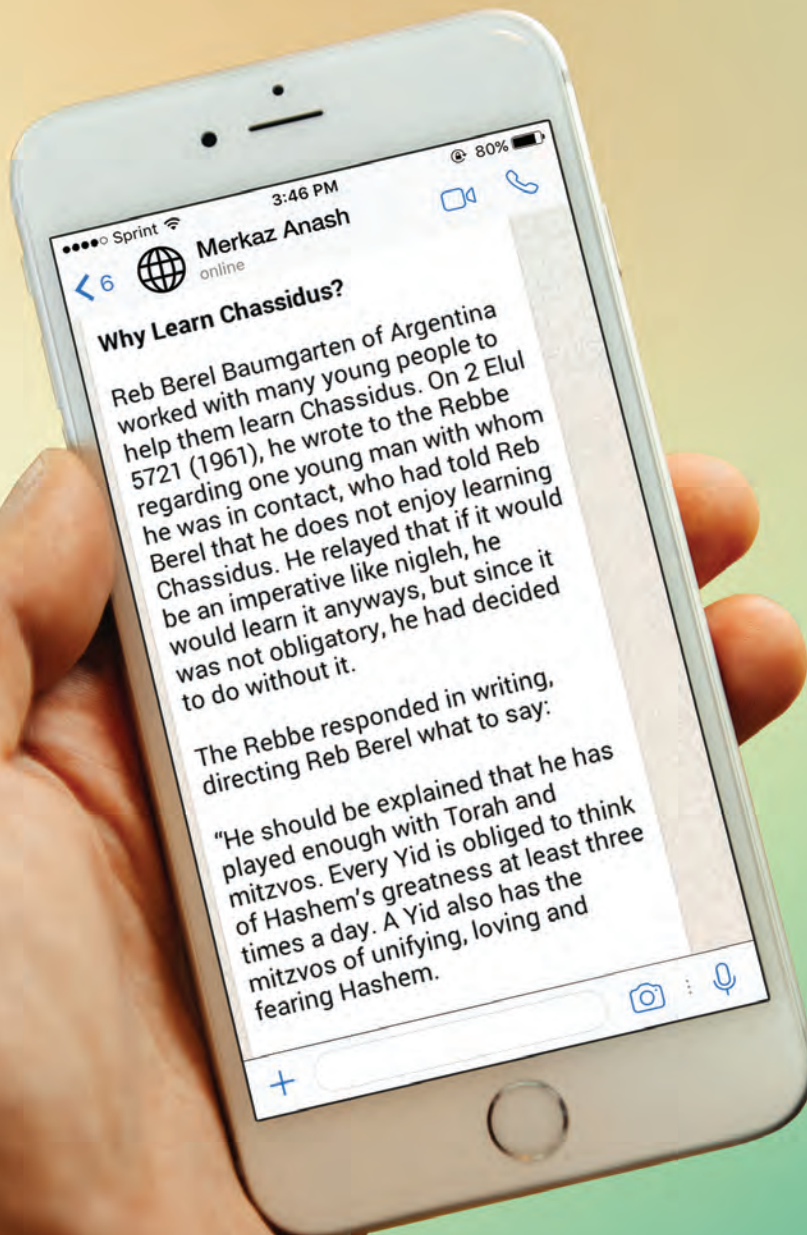 ●●●●○ Sprint 3:46 PM 80%
6 Merkaz Anash
online
Why Learn Chassidus?
Reb Berel Baumgarten of Argentina
worked with many young people to
help them learn Chassidus. On 2 Elul
5721 (1961), he wrote to the Rebbe
regarding one young man with whom
he was in contact, who had told Reb
Berel that he does not enjoy learning
Chassidus. He relayed that if it would
be an imperative like nigleh, he
would learn it anyways, but since it
was not obligatory, he had decided
to do without it.
The Rebbe responded in writing,
directing Reb Berel what to say:
“He should be explained that he has
played enough with Torah and
mitzvos. Every Yid is obliged to think
of Hashem’s greatness at least three
times a day. A Yid also has the
mitzvos of unifying, loving and
fearing Hashem.